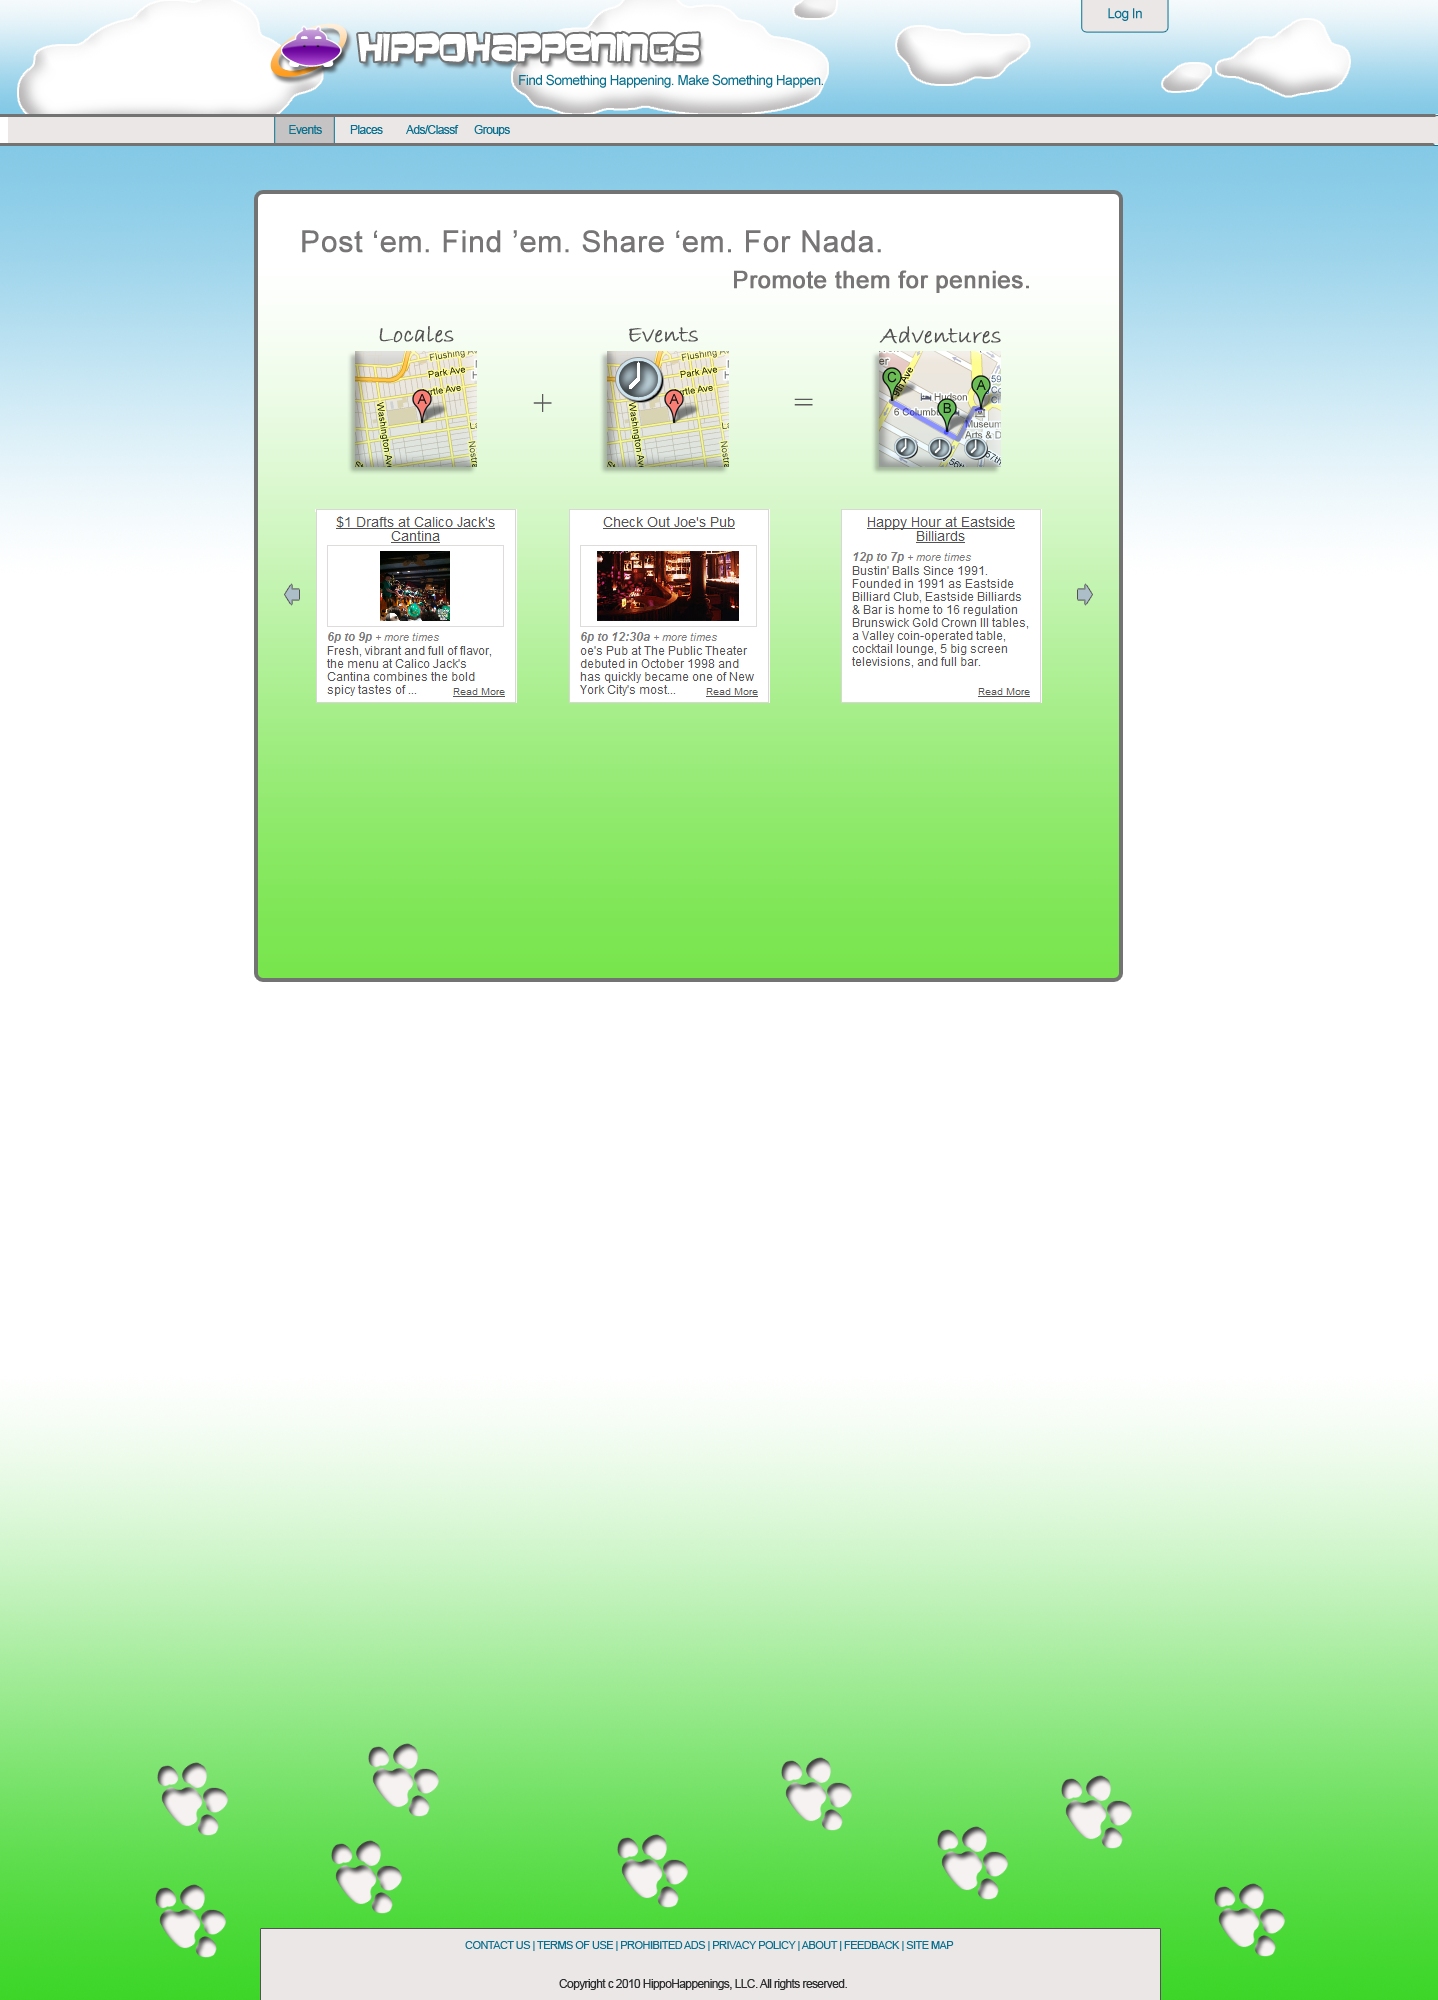 Log In
HippoHappenings
Find Something Happening. Make Something Happen.
Events Places Ads/Classf Groups
Post ‘em. Find ’em. Share ‘em. For Nada.
Promote them for pennies.
Locales
Flushing
Park Ave
Ave
Washington Av
A
+
Events
Flushing
Park Ave
Ave
Washington Av
A
=
Adventures
er
Ave
Hudson
6 Columb
Museum
Arts & D
57th
56th
C
B
A
$1 Drafts at Calico Jack's
Cantina
6p to 9p + more times
Fresh, vibrant and full of flavor,
the menu at Calico Jack's
Cantina combines the bold
spicy tastes of ...
Read More
Check Out Joe's Pub
6p to 12:30a + more times
oe's Pub at The Public Theater
debuted in October 1998 and
has quickly became one of New
York City's most...
Read More
Happy Hour at Eastside
Billiards
12p to 7p + more times
Bustin' Balls Since 1991.
Founded in 1991 as Eastside
Billiard Club, Eastside Billiards
& Bar is home to 16 regulation
Brunswick Gold Crown III tables,
a Valley coin-operated table,
cocktail lounge, 5 big screen
televisions, and full bar.
Read More
CONTACT US | TERMS OF USE | PROHIBITED ADS | PRIVACY POLICY | ABOUT | FEEDBACK | SITE MAP
Copyright c 2010 HippoHappenings, LLC. All rights reserved.